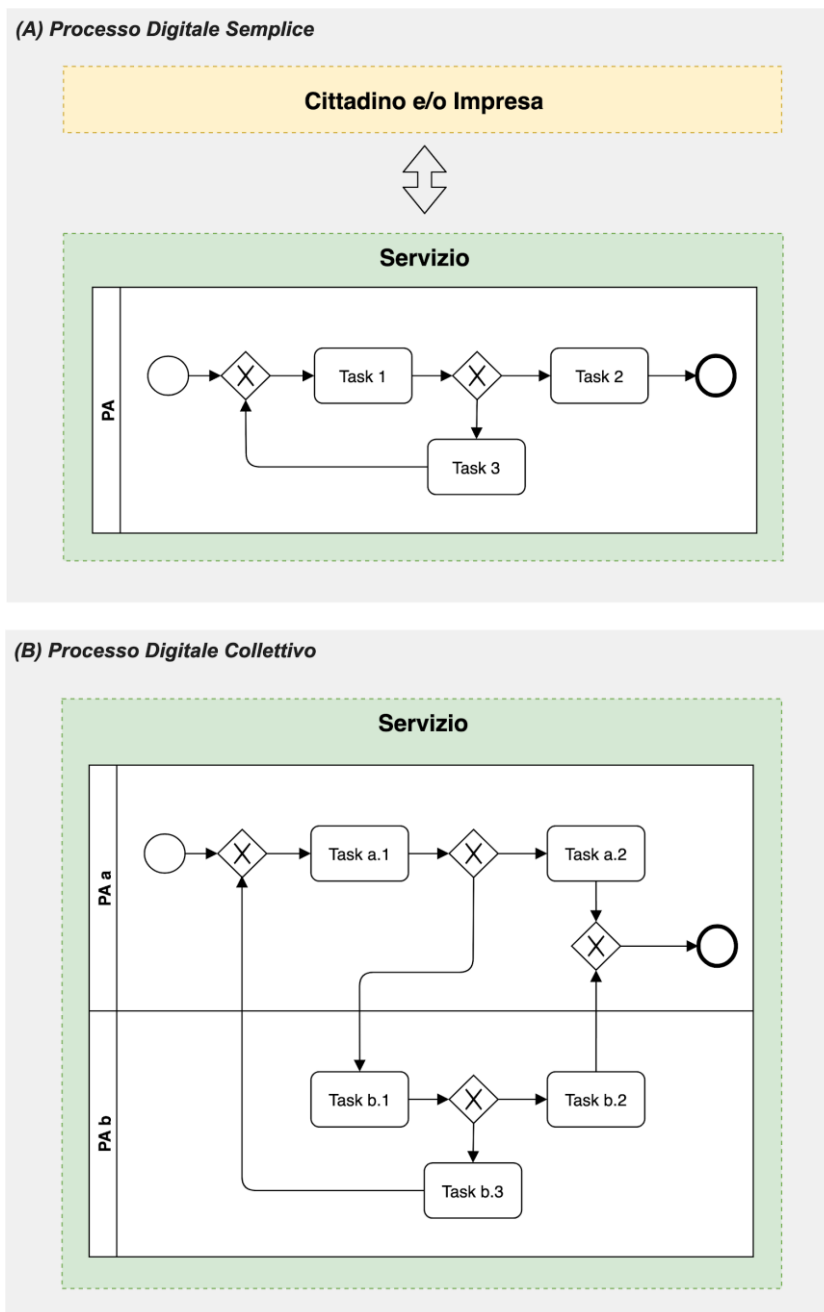 (A) Processo Digitale Semplice
Cittadino e/o Impresa
Servizio
PA
X
Task 1
X
Task 2
Task 3
(B) Processo Digitale Collettivo
Servizio
PA a
X
Task a.1
X
Task a.2
X
PA b
Task b.1
X
Task b.2
Task b.3